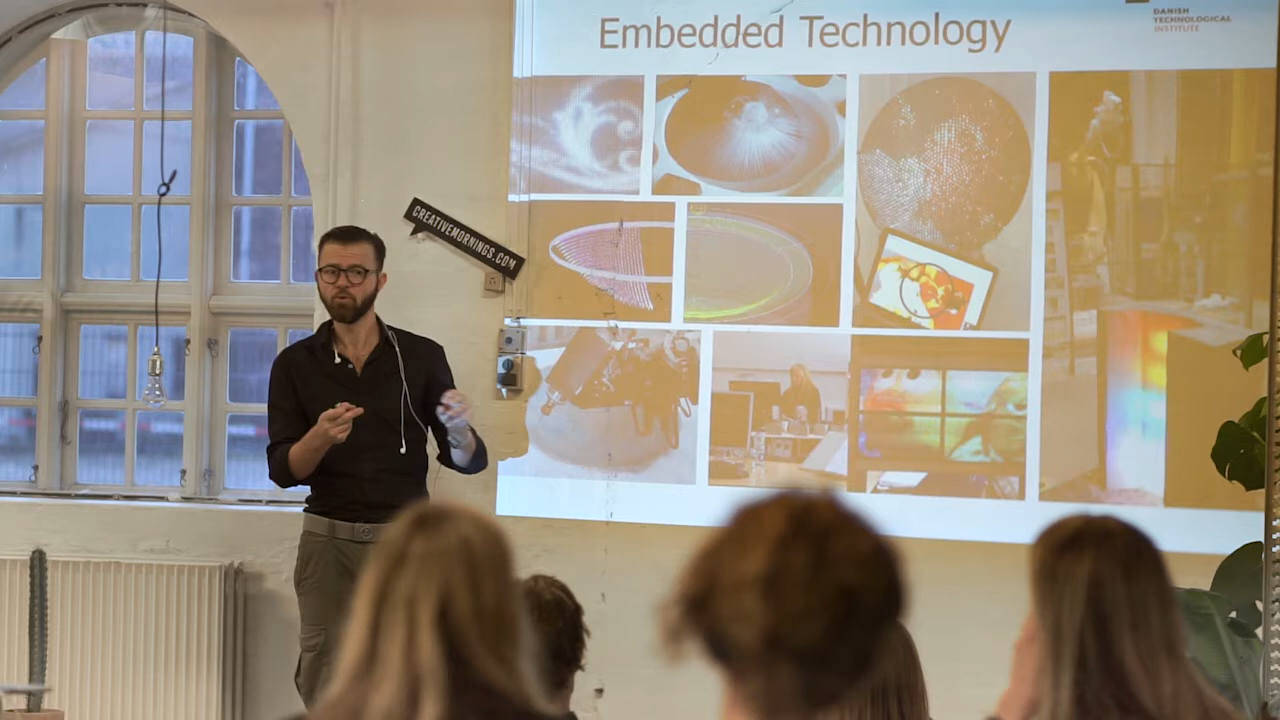 Embedded Technology
DANISH
TECHNOLOGICAL
INSTITUTE
CREATIVEMORNINGS.COM